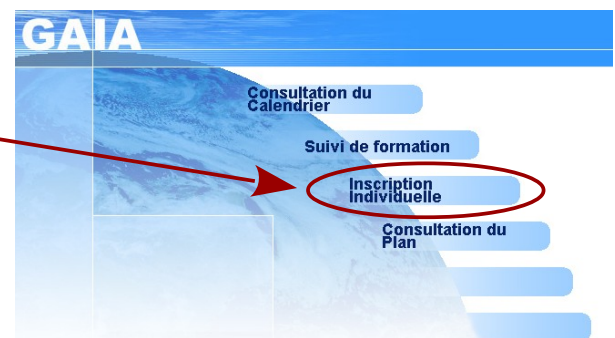 GAIA
Consultation du
Calendrier
Suivi de formation
Inscription
Individuelle
Consultation du
Plan